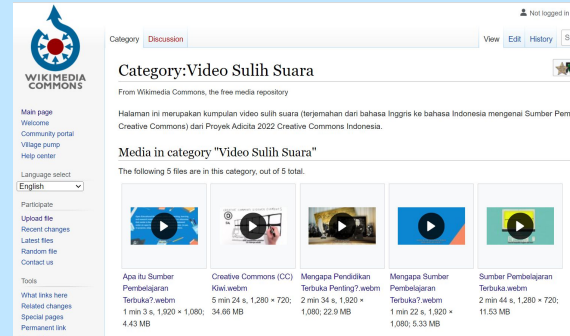 Not logged in
Category Discussion View Edit History
WIKIMEDIA
COMMONS
Main page
Welcome
Community portal
Village pump
Help center
Language select
English
Participate
Upload file
Recent changes
Latest files
Random file
Contact us
Tools
What links here
Related changes
Special pages
Permanent link
Category:Video Sulih Suara
From Wikimedia Commons, the free media repository
Halaman ini merupakan kumpulan video sulih suara (terjemahan dari bahasa Inggris ke bahasa Indonesia mengenai Sumber Pem
Creative Commons) dari Proyek Adicita 2022 Creative Commons Indonesia.
Media in category "Video Sulih Suara"
The following 5 files are in this category, out of 5 total.
Apa itu Sumber
Pembelajaran
Terbuka?.webm
1 min 3 s, 1,920 × 1,080;
4.43 MB
Creative Commons (CC)
Kiwi.webm
5 min 24 s, 1,280 × 720;
34.66 MB
Mengapa Pendidikan
Terbuka Penting?.webm
2 min 34 s, 1,920 ×
1,080; 22.9 MB
Mengapa Sumber
Pembelajaran
Terbuka?.webm
1 min 22 s, 1,920 ×
1,080; 5.33 MB
Sumber Pembelajaran
Terbuka.webm
2 min 44 s, 1,280 × 720;
11.53 MB